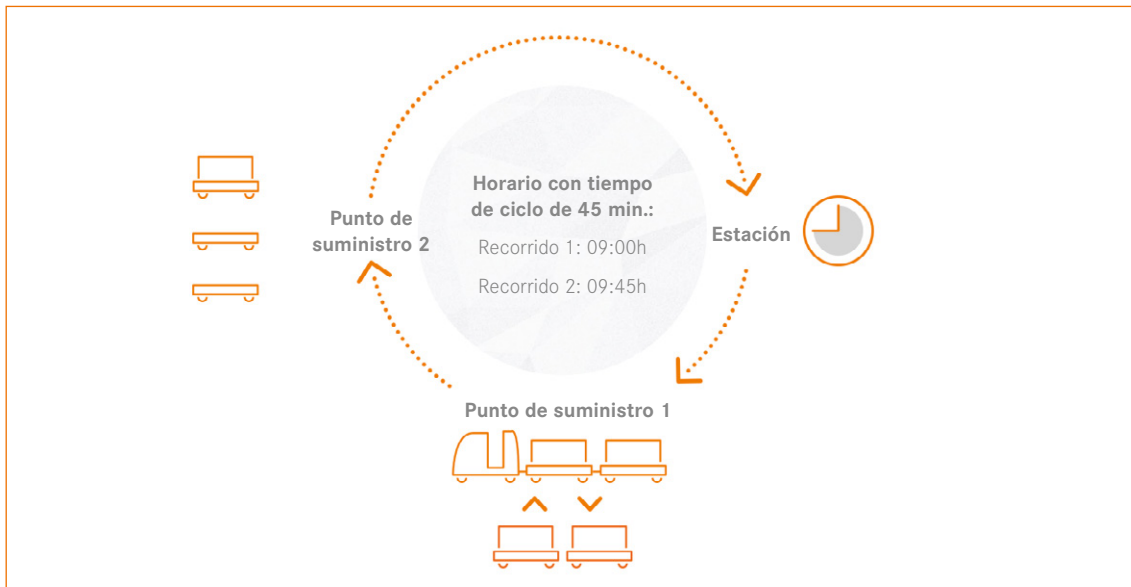 Horario con tiempo
de ciclo de 45 min.:
Recorrido 1: 09:00h
Recorrido 2: 09:45h
Punto de
suministro 2
Estación
Punto de suministro 1